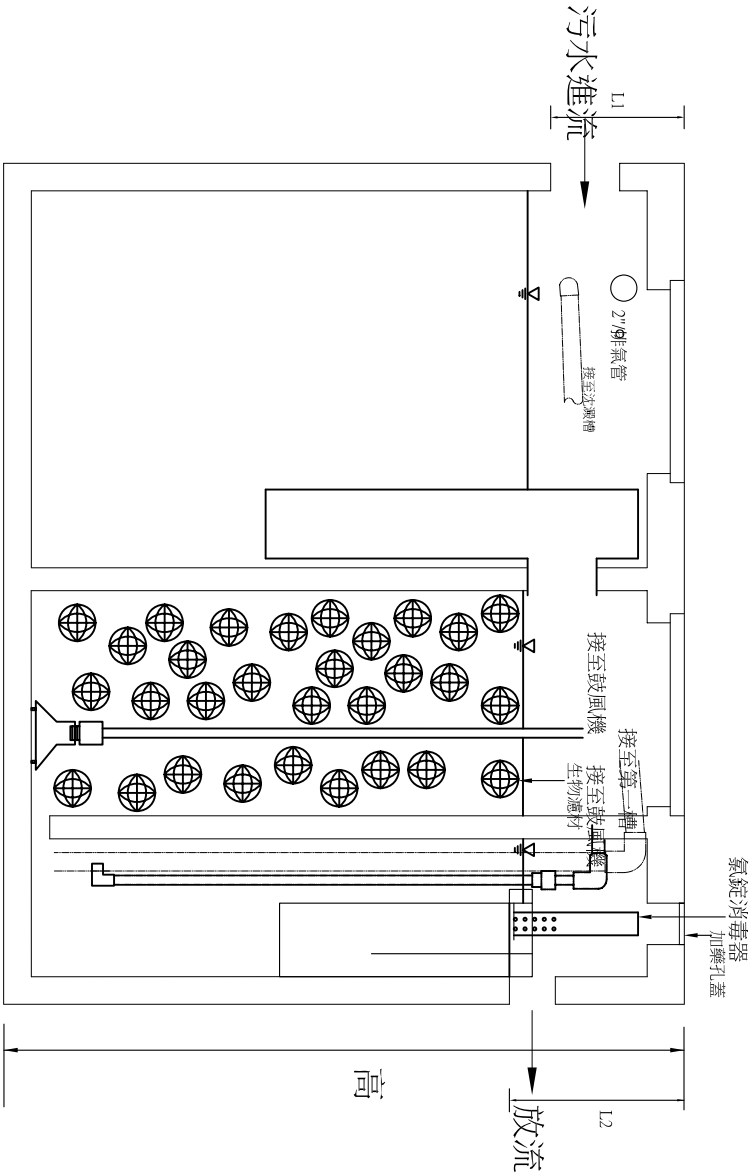 污水進流
L1
2"∅排氣管
接至沈澱槽
接至鼓風機
接至第一槽
接至鼓風機
生物濾材
氯錠消毒器
加藥孔蓋
高
L2
放流